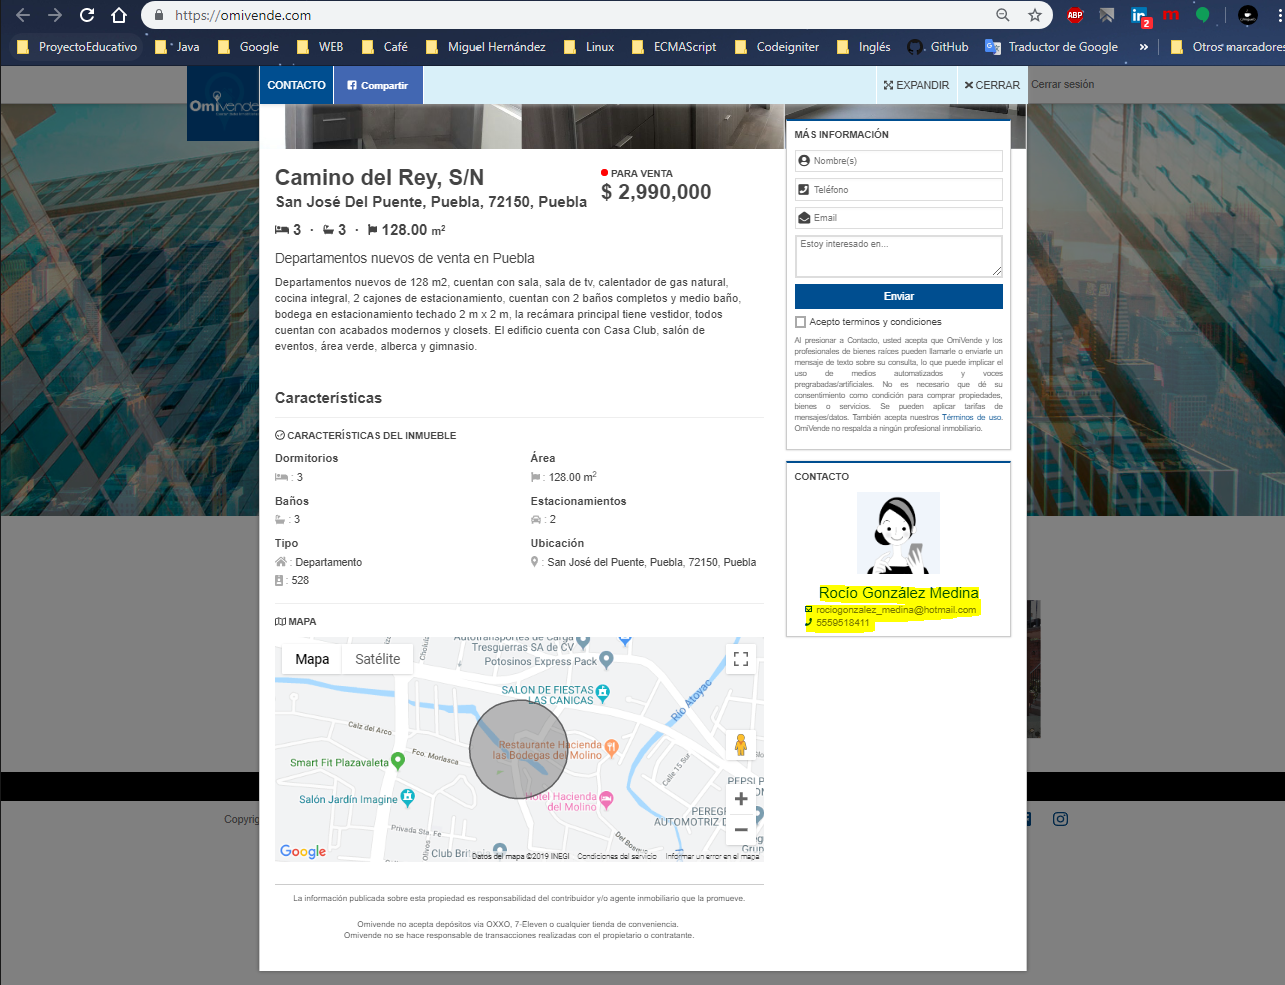 https://omivende.com
ABP
2
m
ProyectoEducativo
Java
Google
WEB
Café
Miguel Hernández
Linux
ECMAScript
Codeigniter
Inglés
GitHub
Traductor de Google
»
Otros marcadores
Omivende
CONTACTO
Compartir
EXPANDIR
CERRAR
Cerrar sesión
Camino del Rey, S/N
San José Del Puente, Puebla, 72150, Puebla
PARA VENTA
$ 2,990,000
3 · 3 · 128.00 m²
Departamentos nuevos de venta en Puebla
Departamentos nuevos de 128 m2, cuentan con sala, sala de tv, calentador de gas natural,
cocina integral, 2 cajones de estacionamiento, cuentan con 2 baños completos y medio baño,
bodega en estacionamiento techado 2 m x 2 m, la recámara principal tiene vestidor, todos
cuentan con acabados modernos y closets. El edificio cuenta con Casa Club, salón de
eventos, área verde, alberca y gimnasio.
Características
CARACTERÍSTICAS DEL INMUEBLE
Dormitorios
: 3
Área
: 128.00 m²
Baños
: 3
Estacionamientos
: 2
Tipo
: Departamento
: 528
Ubicación
: San José del Puente, Puebla, 72150, Puebla
MAPA
Mapa
Satélite
Autotransportes de Carga
Tresguerras SA de CV
Potosinos Express Pack
SALON DE FIESTAS
LAS CANICAS
Río Atoyac
Calz del Arco
Fco. Morlasca
Restaurante Hacienda
las Bodegas del Molino
Smart Fit Plazavaleta
Calle 15 Sur
Salón Jardín Imagine
Hotel Hacienda
del Molino
PEPSI P
PEREGR
AUTOMOTRIZ D
Privada Sta. Fe
Olivos
Del Bosque
Club Brit
Grup
Google
Datos del mapa ©2019 INEGI
Condiciones del servicio
Informar un error en el mapa
La información publicada sobre esta propiedad es responsabilidad del contribuidor y/o agente inmobiliario que la promueve.
Omivende no acepta depósitos via OXXO, 7-Eleven o cualquier tienda de conveniencia.
Omivende no se hace responsable de transacciones realizadas con el propietario o contratante.
MÁS INFORMACIÓN
Nombre(s)
Teléfono
Email
Estoy interesado en...
Enviar
Acepto terminos y condiciones
Al presionar a Contacto, usted acepta que OmiVende y los
profesionales de bienes raíces pueden llamarle o enviarle un
mensaje de texto sobre su consulta, lo que puede implicar el
uso de medios automatizados y voces
pregrabadas/artificiales. No es necesario que dé su
consentimiento como condición para comprar propiedades,
bienes o servicios. Se pueden aplicar tarifas de
mensajes/datos. También acepta nuestros Términos de uso.
OmiVende no respalda a ningún profesional inmobiliario.
CONTACTO
Rocío González Medina
rociogonzalez_medina@hotmail.com
5559518411
Copyrig